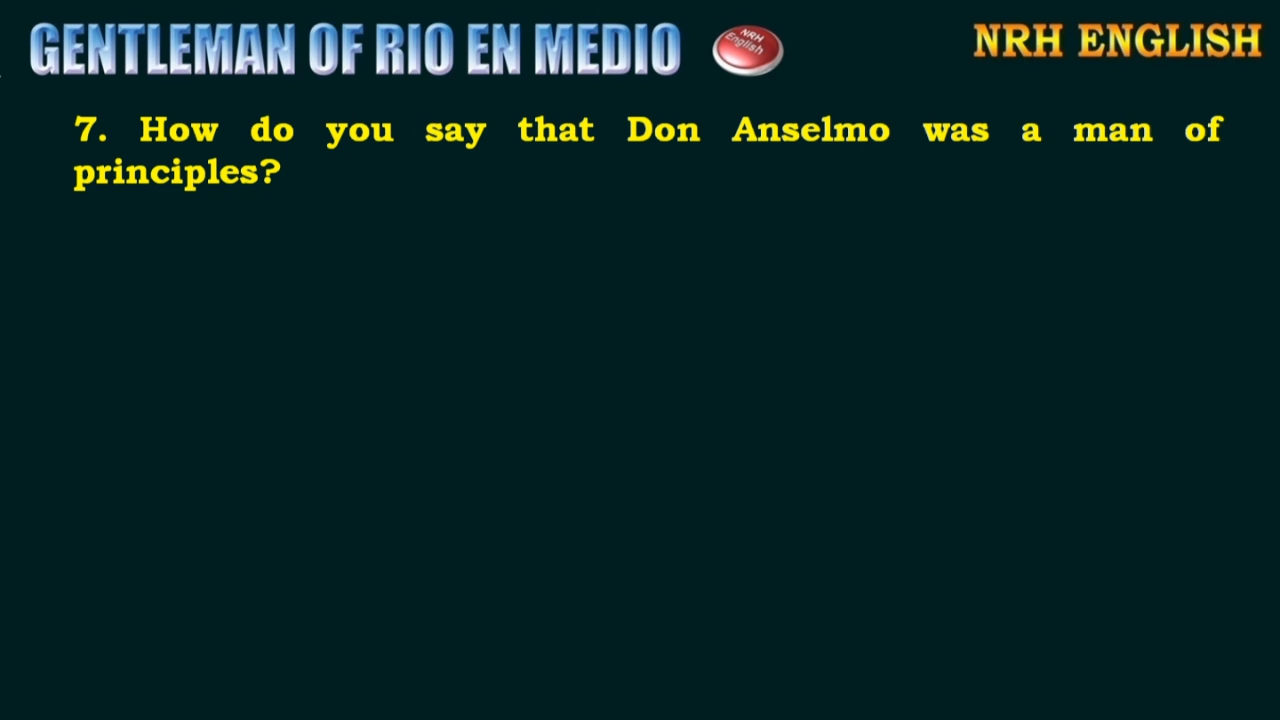 GENTLEMAN OF RIO EN MEDIO
NRH
English
NRH ENGLISH
7. How do you say that Don Anselmo was a man of
principles?